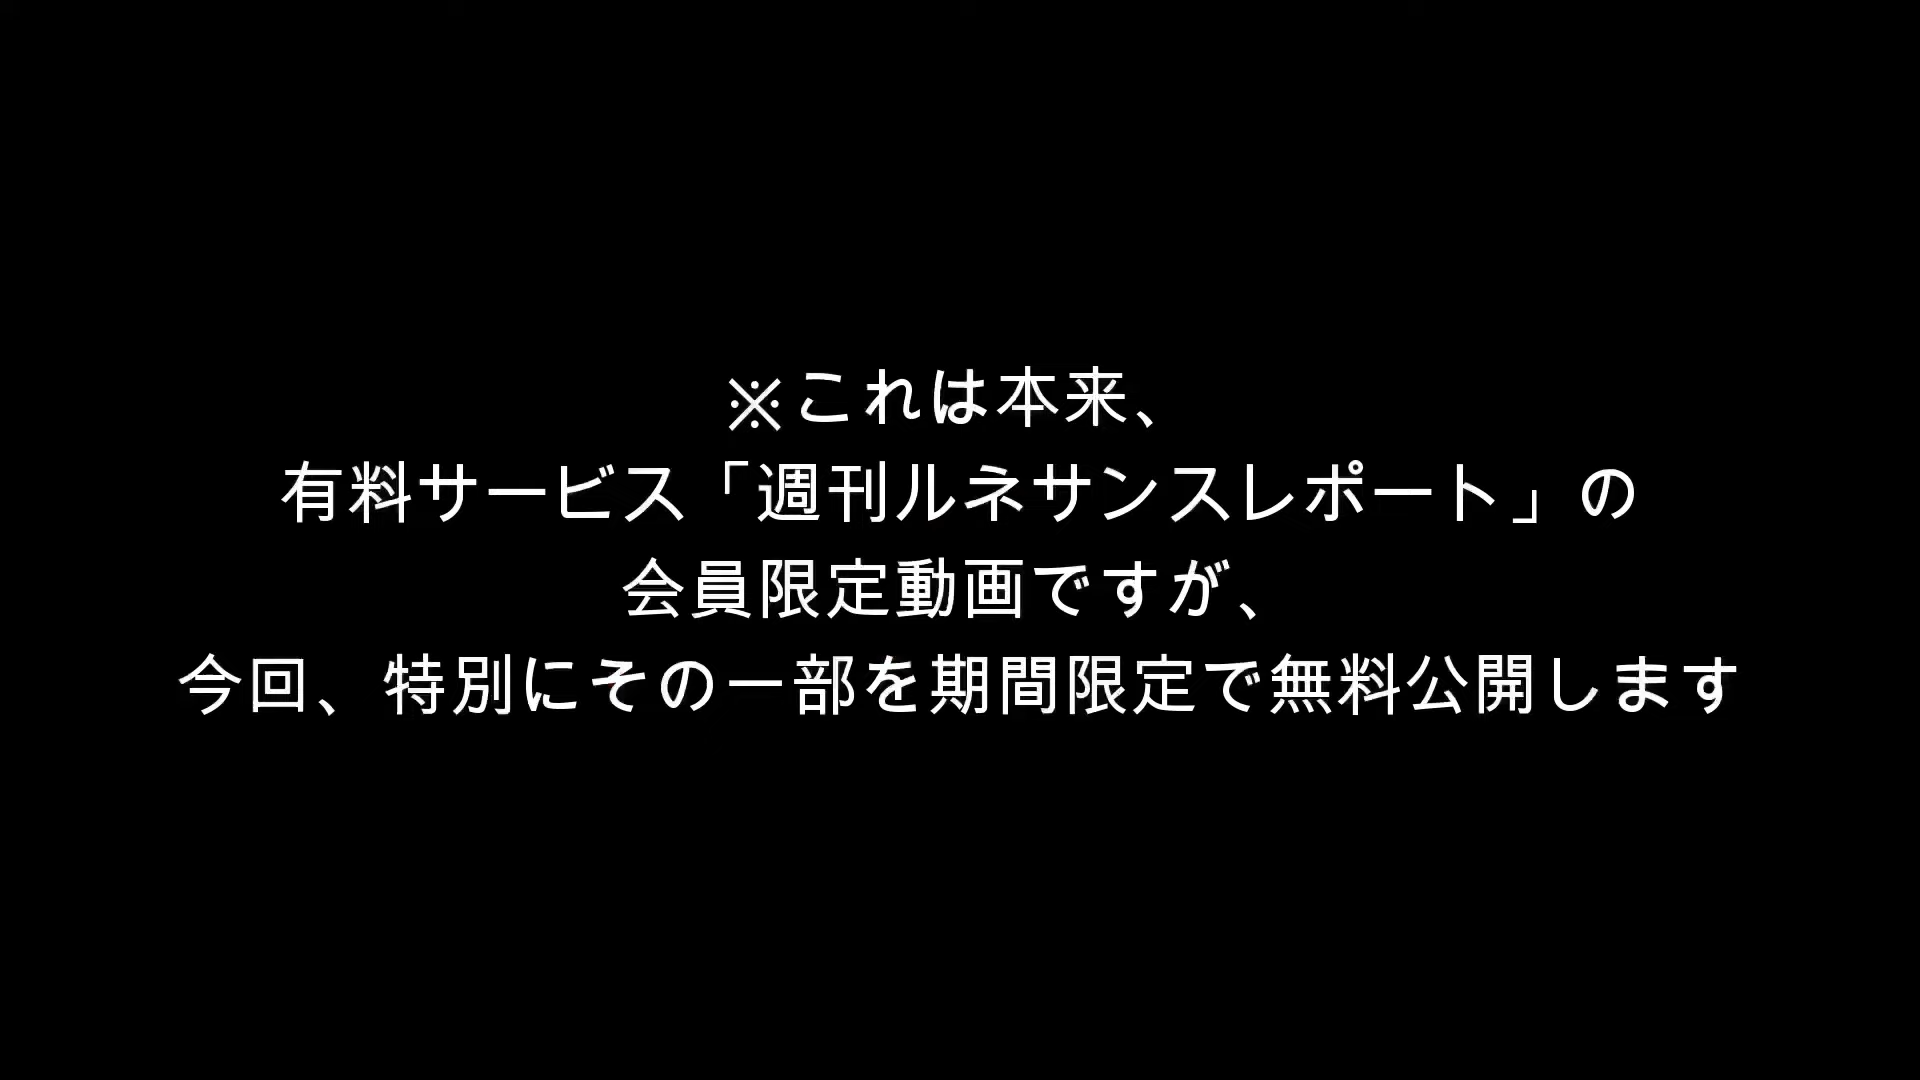 ※これは本来、
有料サービス「週刊ルネサンスレポート」の
会員限定動画ですが、
今回、特別にその一部を期間限定で無料公開します